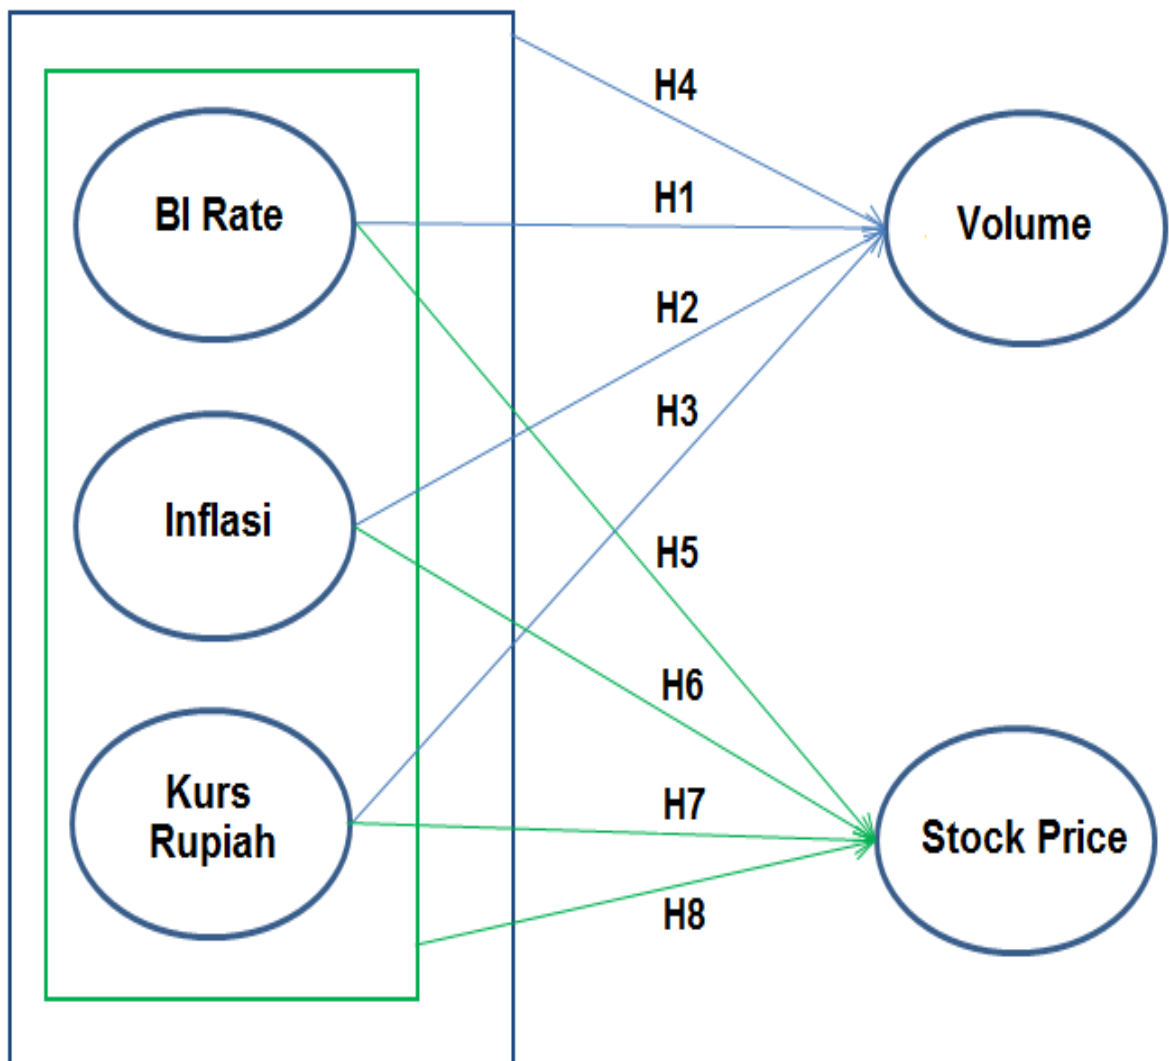 H4
BI Rate
H1
Volume
H2
H3
Inflasi
H5
H6
Kurs
Rupiah
H7
Stock Price
H8